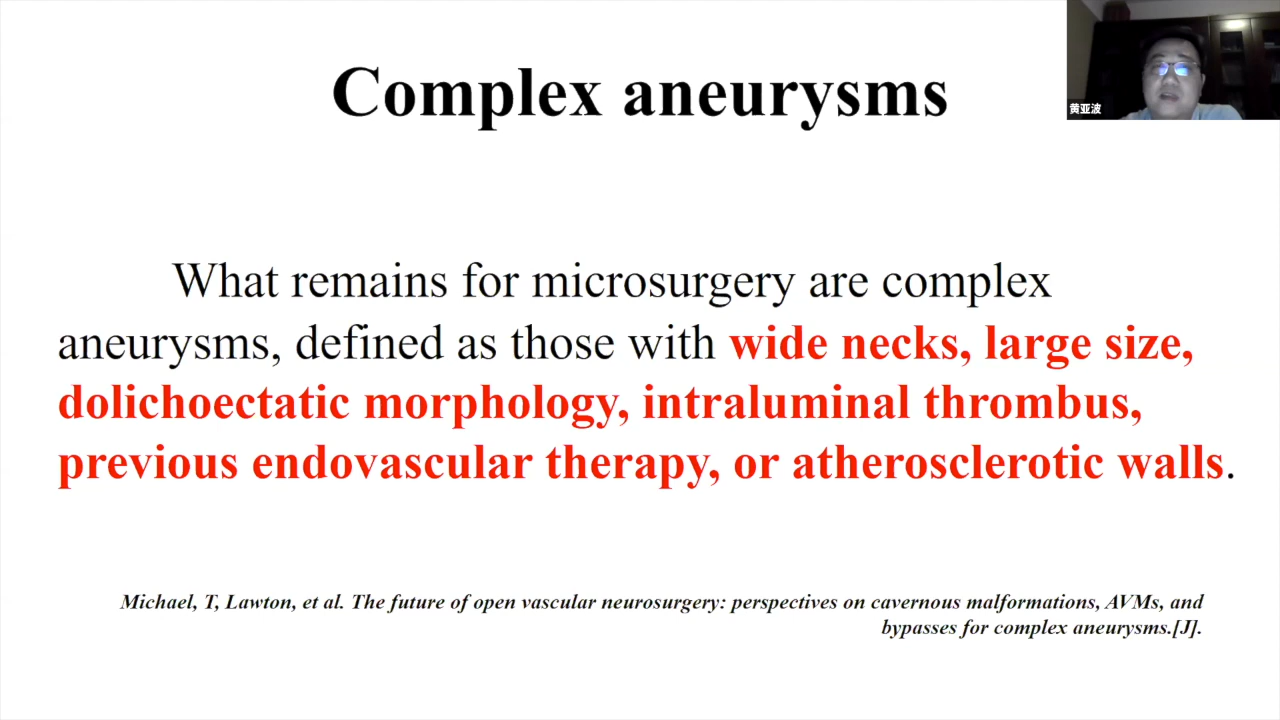 Complex aneurysms
黄亚波
What remains for microsurgery are complex
aneurysms, defined as those with wide necks, large size,
dolichoectatic morphology, intraluminal thrombus,
previous endovascular therapy, or atherosclerotic walls.
Michael, T, Lawton, et al. The future of open vascular neurosurgery: perspectives on cavernous malformations, AVMs, and
bypasses for complex aneurysms.[J].